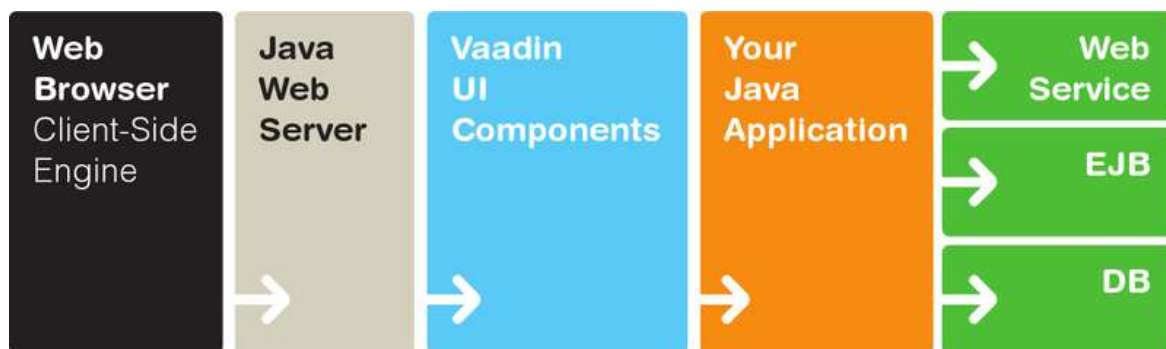 Web
Browser
Client-Side
Engine
Java
Web
Server
Vaadin
UI
Components
Your
Java
Application
Web
Service
EJB
DB